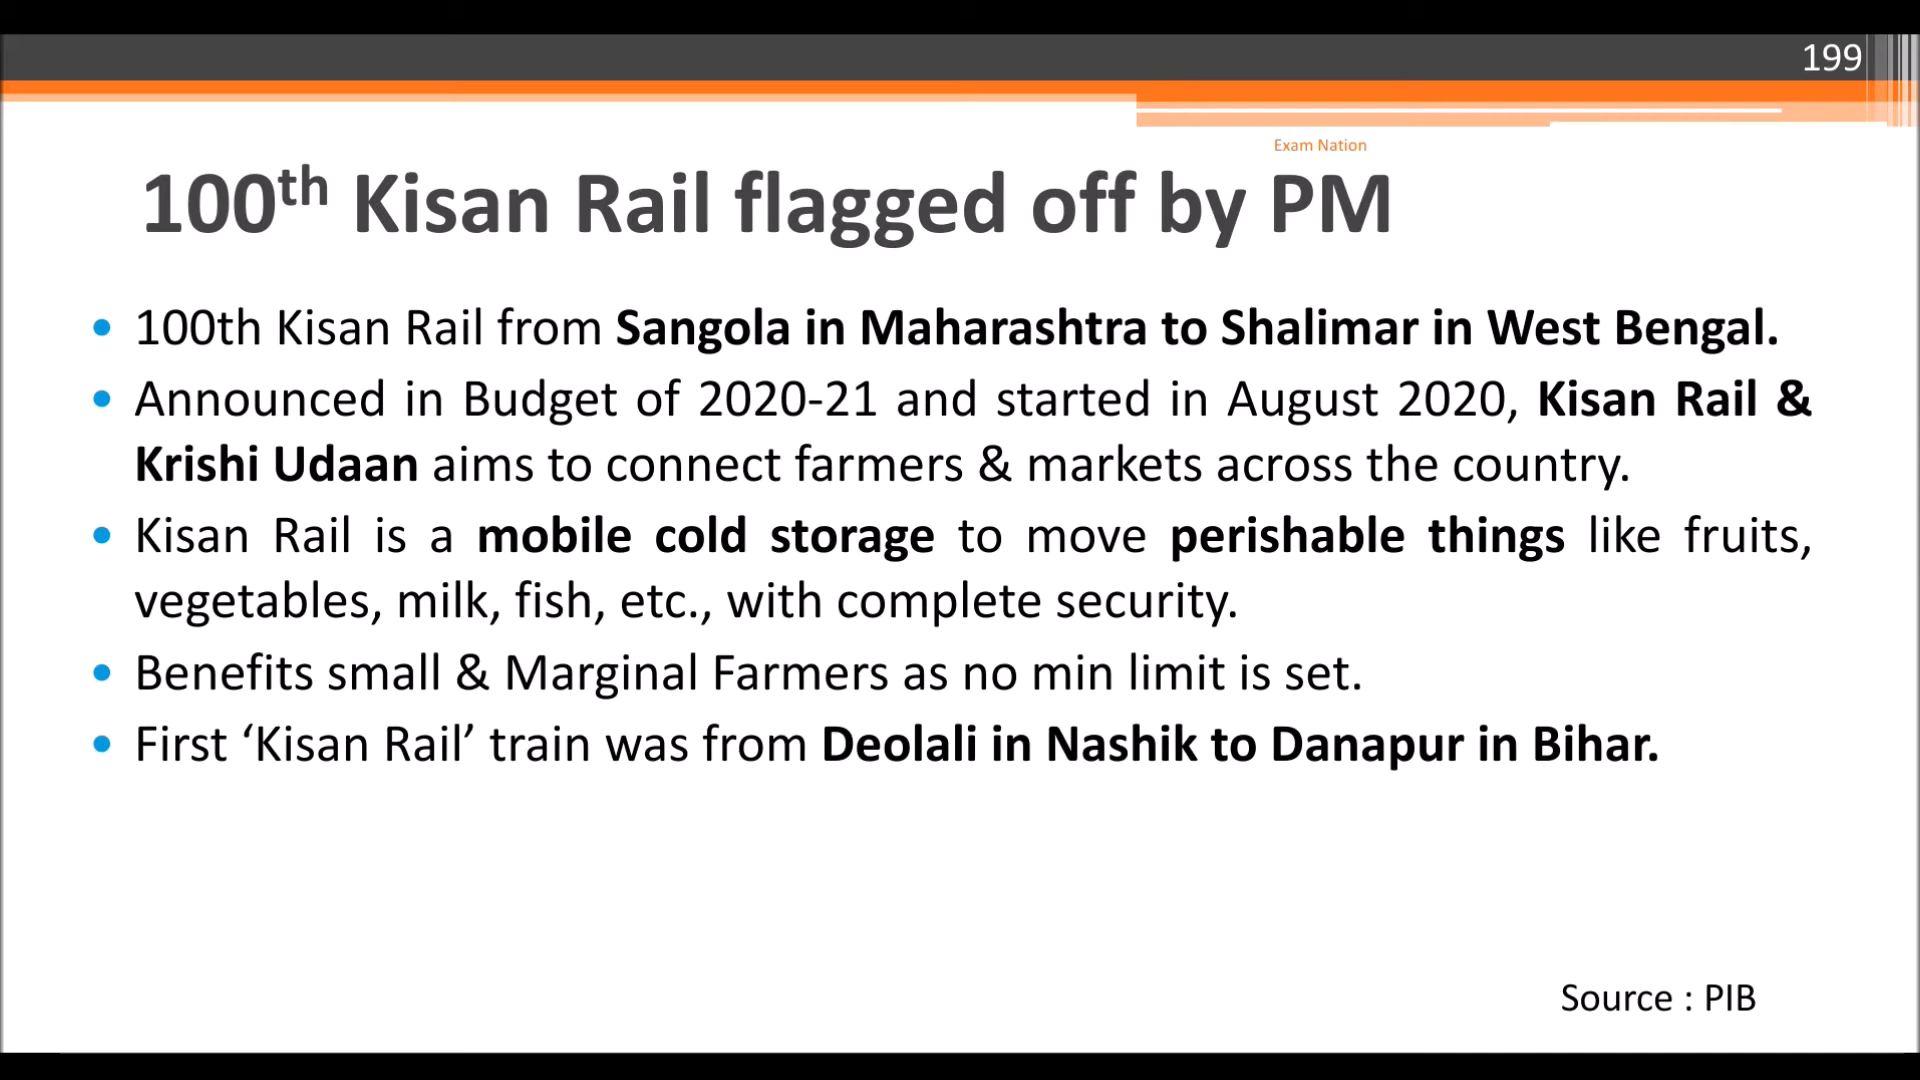 199
Exam Nation
100th Kisan Rail flagged off by PM
• 100th Kisan Rail from Sangola in Maharashtra to Shalimar in West Bengal.
• Announced in Budget of 2020-21 and started in August 2020, Kisan Rail &
Krishi Udaan aims to connect farmers & markets across the country.
• Kisan Rail is a mobile cold storage to move perishable things like fruits,
vegetables, milk, fish, etc., with complete security.
• Benefits small & Marginal Farmers as no min limit is set.
• First ‘Kisan Rail’ train was from Deolali in Nashik to Danapur in Bihar.
Source : PIB